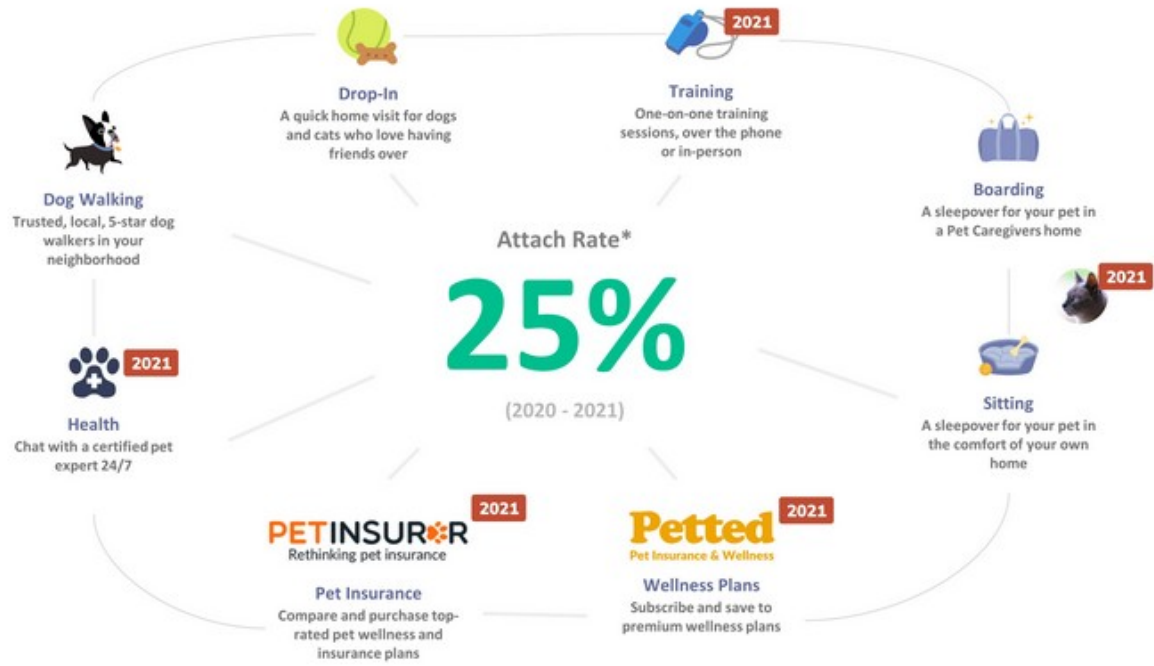 Drop-In
A quick home visit for dogs
and cats who love having
friends over
2021
Training
One-on-one training
sessions, over the phone
or in-person
Dog Walking
Trusted, local, 5-star dog
walkers in your
neighborhood
Boarding
A sleepover for your pet in
a Pet Caregivers home
Attach Rate*
25%
(2020 - 2021)
2021
Health
Chat with a certified pet
expert 24/7
2021
Sitting
A sleepover for your pet in
the comfort of your own
home
2021
PETINSUROR
Rethinking pet insurance
Pet Insurance
Compare and purchase top-
rated pet wellness and
insurance plans
2021
Petted
Pet Insurance & Wellness
Wellness Plans
Subscribe and save to
premium wellness plans